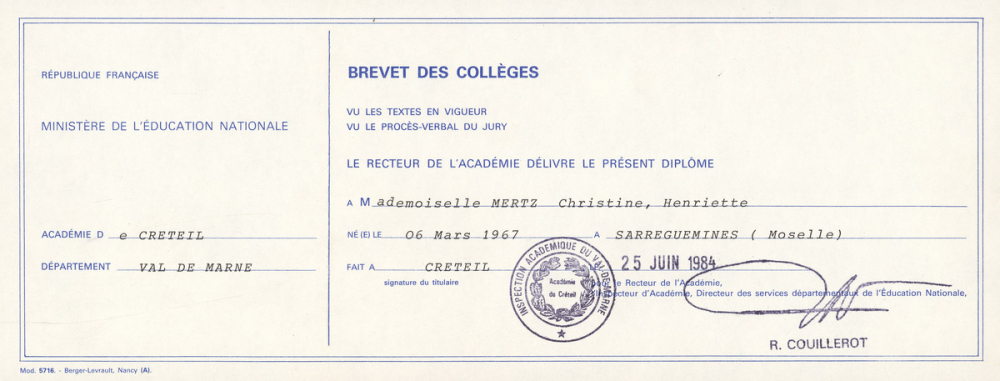 RÉPUBLIQUE FRANÇAISE
MINISTÈRE DE L'ÉDUCATION NATIONALE
ACADÉMIE D e CRETEIL
DÉPARTEMENT VAL DE MARNE
BREVET DES COLLÈGES
VU LES TEXTES EN VIGUEUR
VU LE PROCÈS-VERBAL DU JURY
LE RECTEUR DE L'ACADÉMIE DÉLIVRE LE PRÉSENT DIPLÔME
A Mademoiselle MERTZ Christine, Henriette
NÉ (E) LE 06 Mars 1967 A SARREGUEMINES ( Moselle)
FAIT A CRETEIL 25 JUIN 1984
signature du titulaire
le Recteur de l'Académie,
l'Inspecteur d'Académie, Directeur des services départementaux de l'Éducation Nationale,
INSPECTION ACADEMIQUE DU VAL-DE-MARNE
Académie
de Créteil
R. COUILLEROT
Mod. 5716. - Berger-Levrault, Nancy (A).